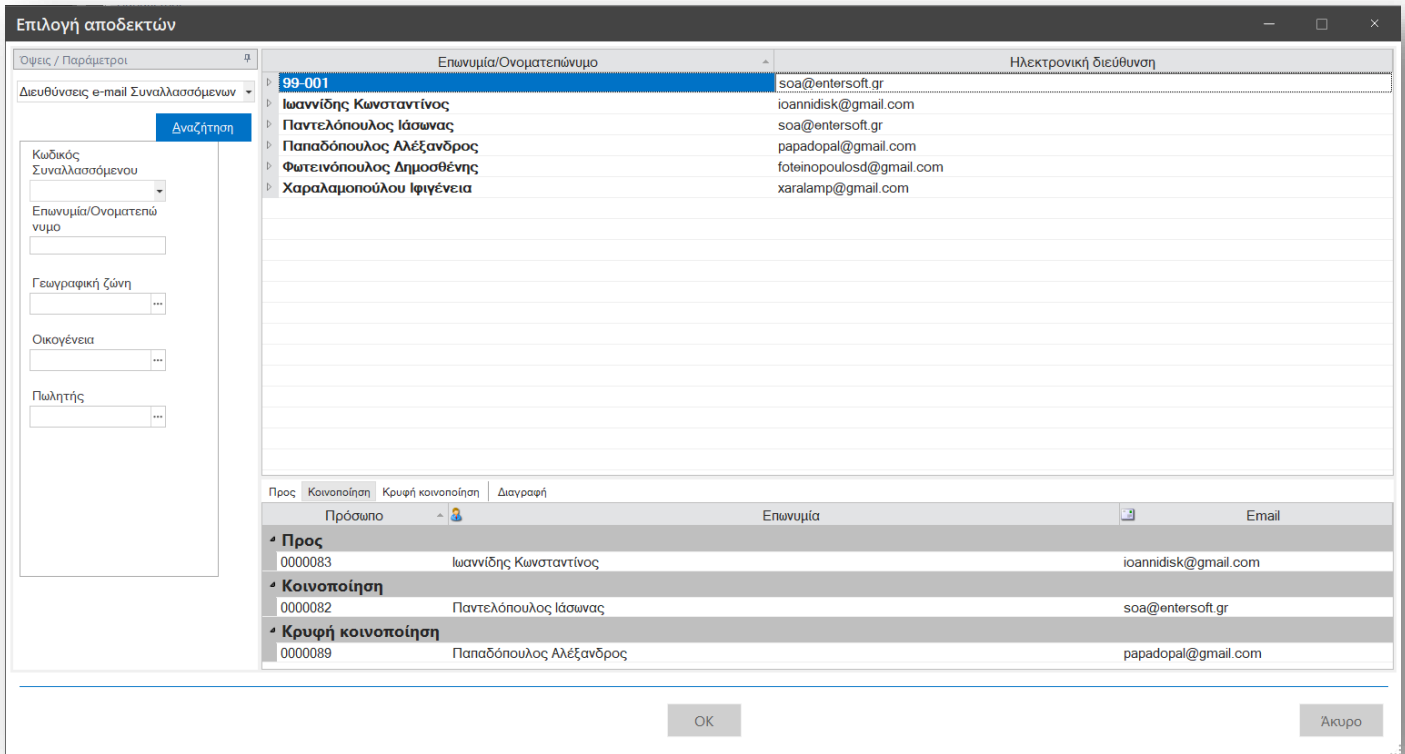 Επιλογή αποδεκτών
Όψεις / Παράμετροι
Διευθύνσεις e-mail Συναλλασσόμενων
Αναζήτηση
Κωδικός
Συναλλασσόμενου
Επωνυμία/Ονοματεπώ
νυμο
Γεωγραφική ζώνη
Οικογένεια
Πωλητής
Επωνυμία/Ονοματεπώνυμο Ηλεκτρονική διεύθυνση
99-001 soa@entersoft.gr
Ιωαννίδης Κωνσταντίνος ioannidisk@gmail.com
Παντελόπουλος Ιάσωνας soa@entersoft.gr
Παπαδόπουλος Αλέξανδρος papadopal@gmail.com
Φωτεινόπουλος Δημοσθένης foteinopoulosd@gmail.com
Χαραλαμοπούλου Ιφιγένεια xaralamp@gmail.com
Προς Κοινοποίηση Κρυφή κοινοποίηση Διαγραφή
Πρόσωπο Επωνυμία Email
Προς
0000083 Ιωαννίδης Κωνσταντίνος ioannidisk@gmail.com
Κοινοποίηση
0000082 Παντελόπουλος Ιάσωνας soa@entersoft.gr
Κρυφή κοινοποίηση
0000089 Παπαδόπουλος Αλέξανδρος papadopal@gmail.com
OK Άκυρο